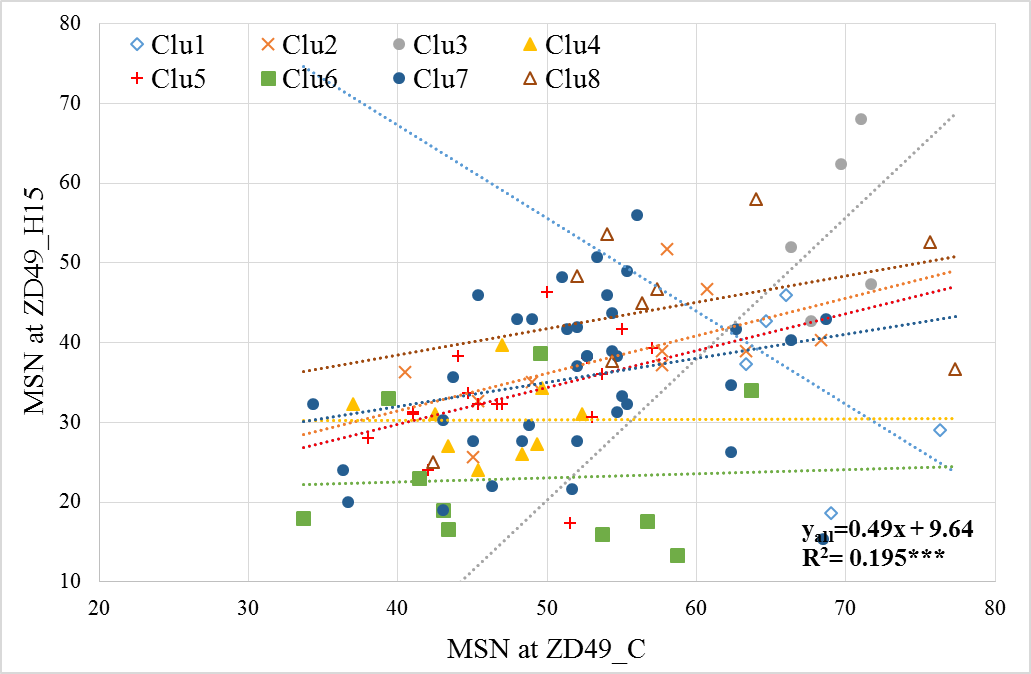 80
70
60
50
40
30
20
10
MSN at ZD49_H15
Clu1 Clu2 Clu3 Clu4
Clu5 Clu6 Clu7 Clu8
yall=0.49x + 9.64
R2= 0.195***
20 30 40 50 60 70 80
MSN at ZD49_C